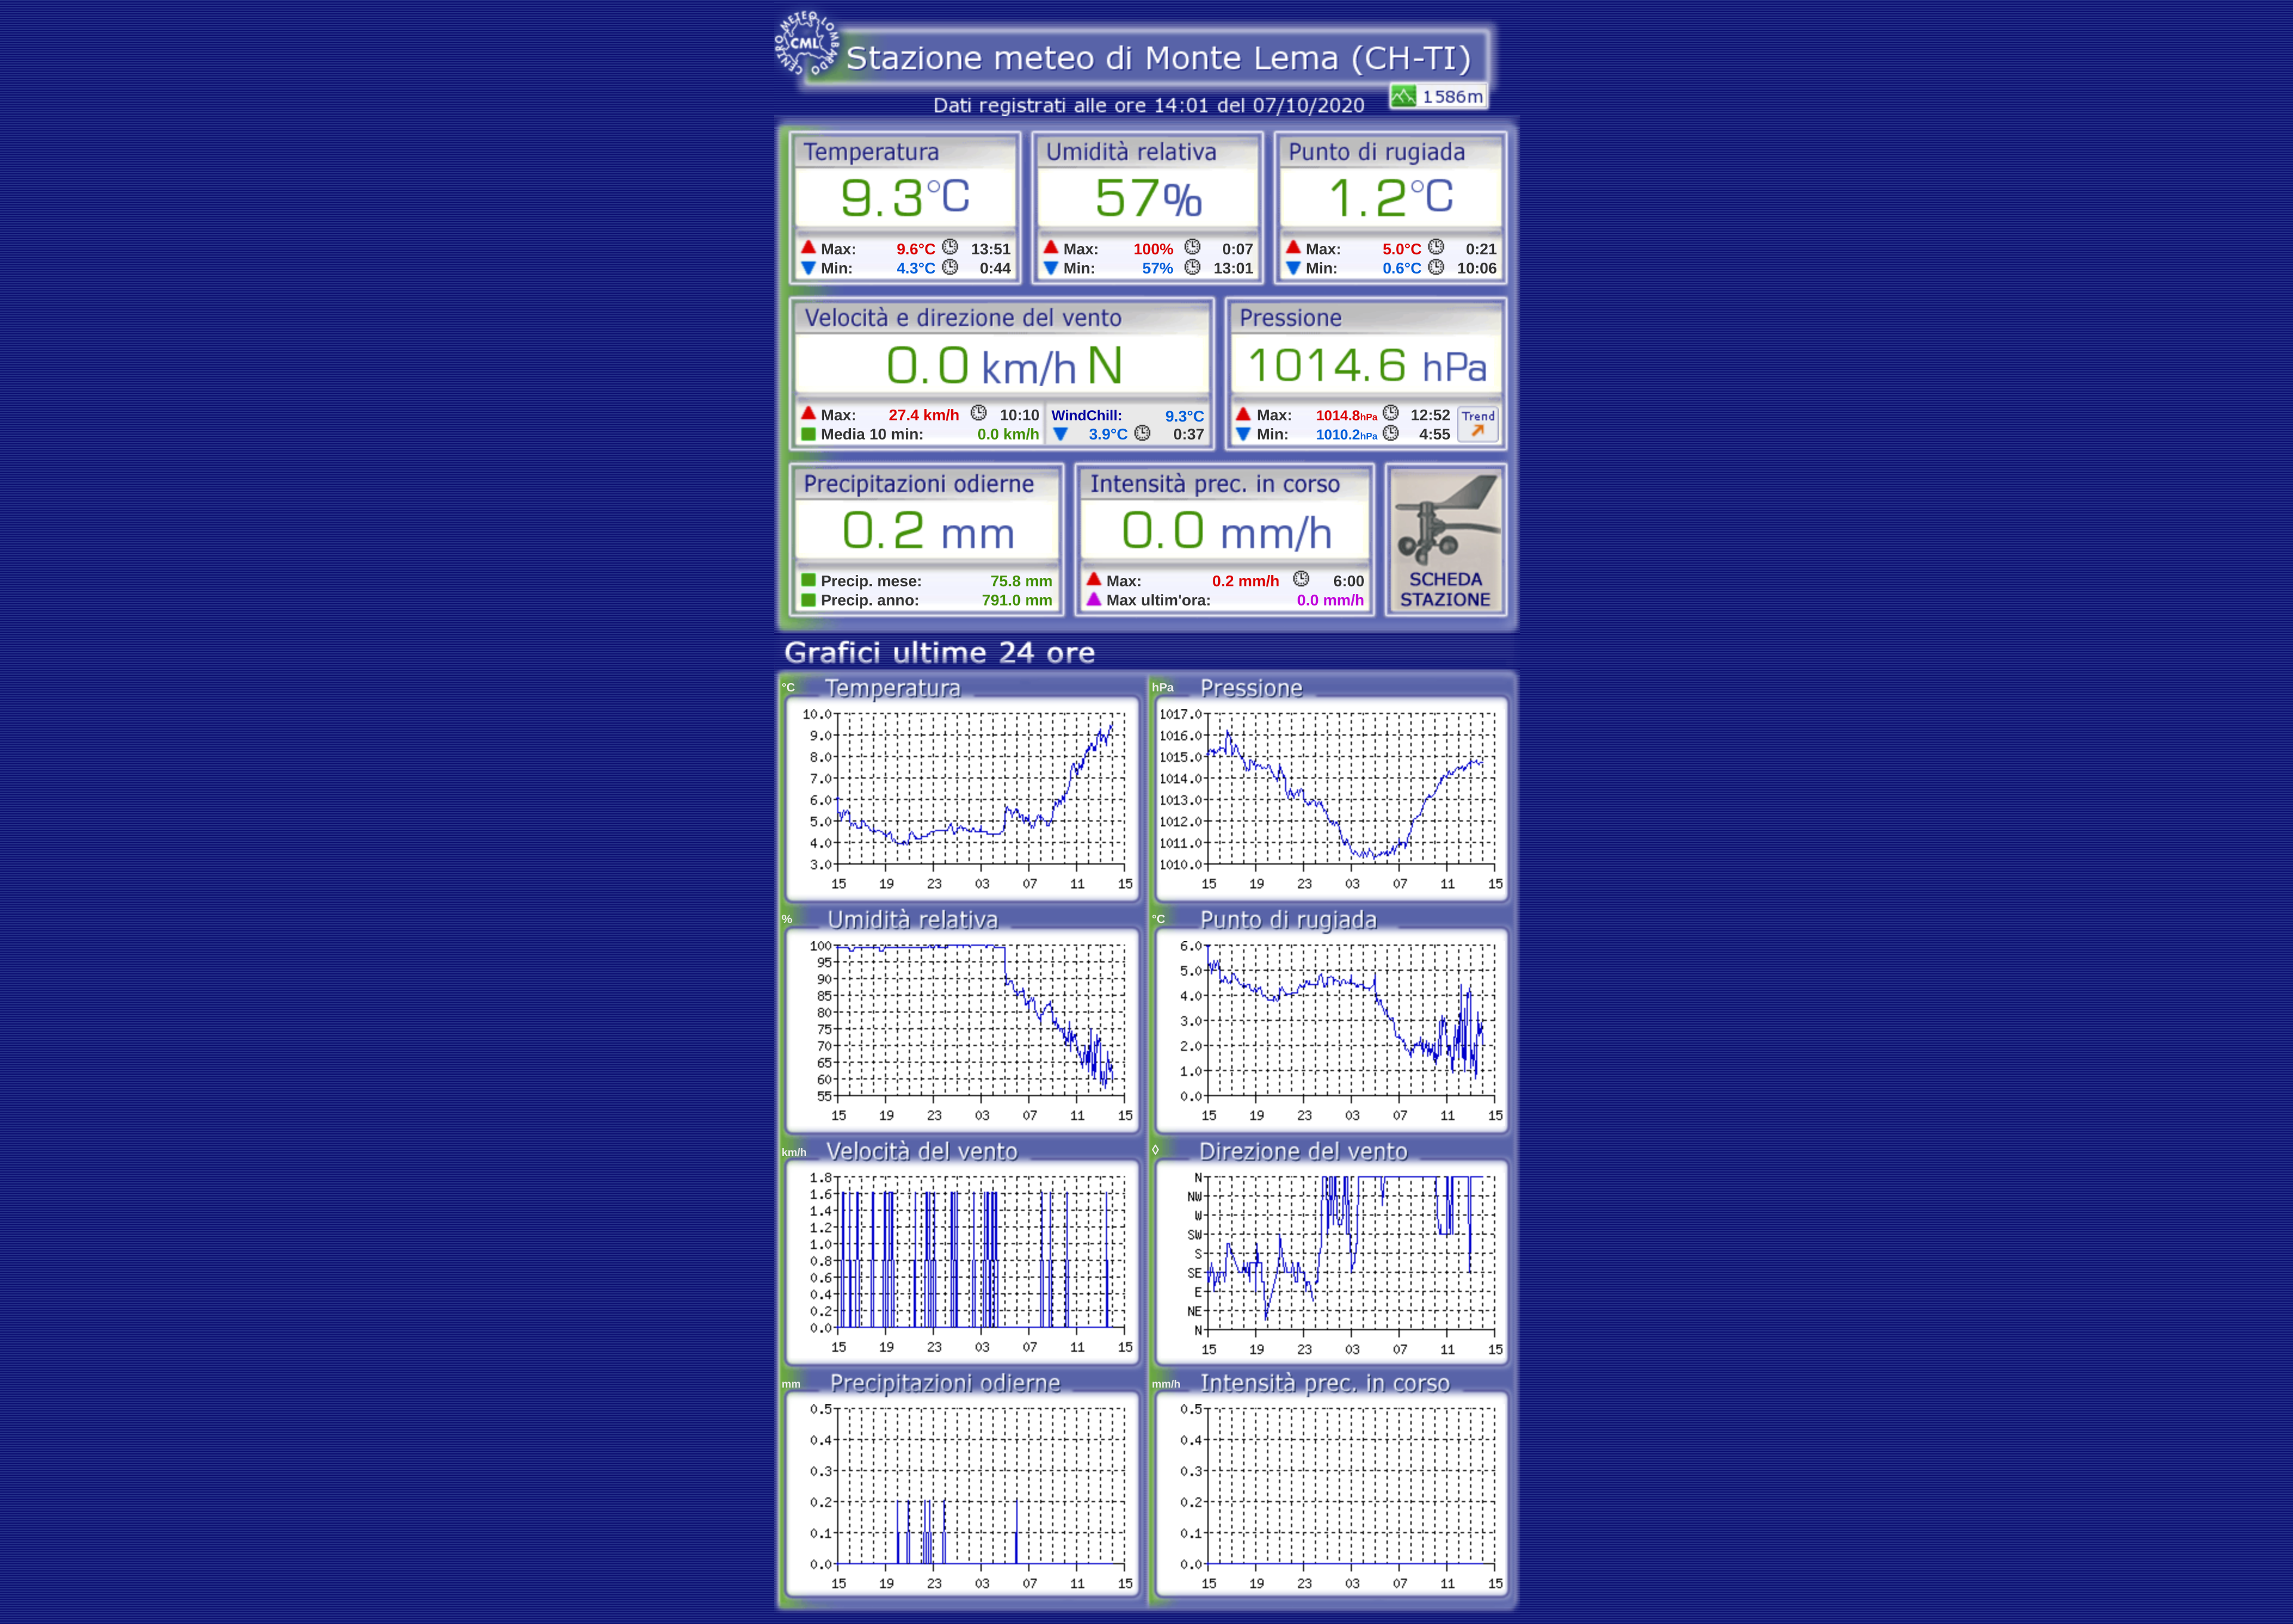 CENTRO METEO LOMBARDO
CML
Stazione meteo di Monte Lema (CH-TI)
1586m
Dati registrati alle ore 14:01 del 07/10/2020
Temperatura
9.3°C
Max: 9.6°C 13:51
Min: 4.3°C 0:44
Umidità relativa
57%
Max: 100% 0:07
Min: 57% 13:01
Punto di rugiada
1.2°C
Max: 5.0°C 0:21
Min: 0.6°C 10:06
Velocità e direzione del vento
0.0 km/h N
Max: 27.4 km/h 10:10
Media 10 min: 0.0 km/h
WindChill: 9.3°C
3.9°C 0:37
Pressione
1014.6 hPa
Max: 1014.8hPa 12:52
Min: 1010.2hPa 4:55
Trend
Precipitazioni odierne
0.2 mm
Precip. mese: 75.8 mm
Precip. anno: 791.0 mm
Intensità prec. in corso
0.0 mm/h
Max: 0.2 mm/h 6:00
Max ultim'ora: 0.0 mm/h
SCHEDA
STAZIONE
Grafici ultime 24 ore
°C Temperatura
10.0
9.0
8.0
7.0
6.0
5.0
4.0
3.0
15 19 23 03 07 11 15
hPa Pressione
1017.0
1016.0
1015.0
1014.0
1013.0
1012.0
1011.0
1010.0
15 19 23 03 07 11 15
% Umidità relativa
100
95
90
85
80
75
70
65
60
55
15 19 23 03 07 11 15
°C Punto di rugiada
6.0
5.0
4.0
3.0
2.0
1.0
0.0
15 19 23 03 07 11 15
km/h Velocità del vento
1.8
1.6
1.4
1.2
1.0
0.8
0.6
0.4
0.2
0.0
15 19 23 03 07 11 15
◊ Direzione del vento
N
NW
W
SW
S
SE
E
NE
N
15 19 23 03 07 11 15
mm Precipitazioni odierne
0.5
0.4
0.3
0.2
0.1
0.0
15 19 23 03 07 11 15
mm/h Intensità prec. in corso
0.5
0.4
0.3
0.2
0.1
0.0
15 19 23 03 07 11 15